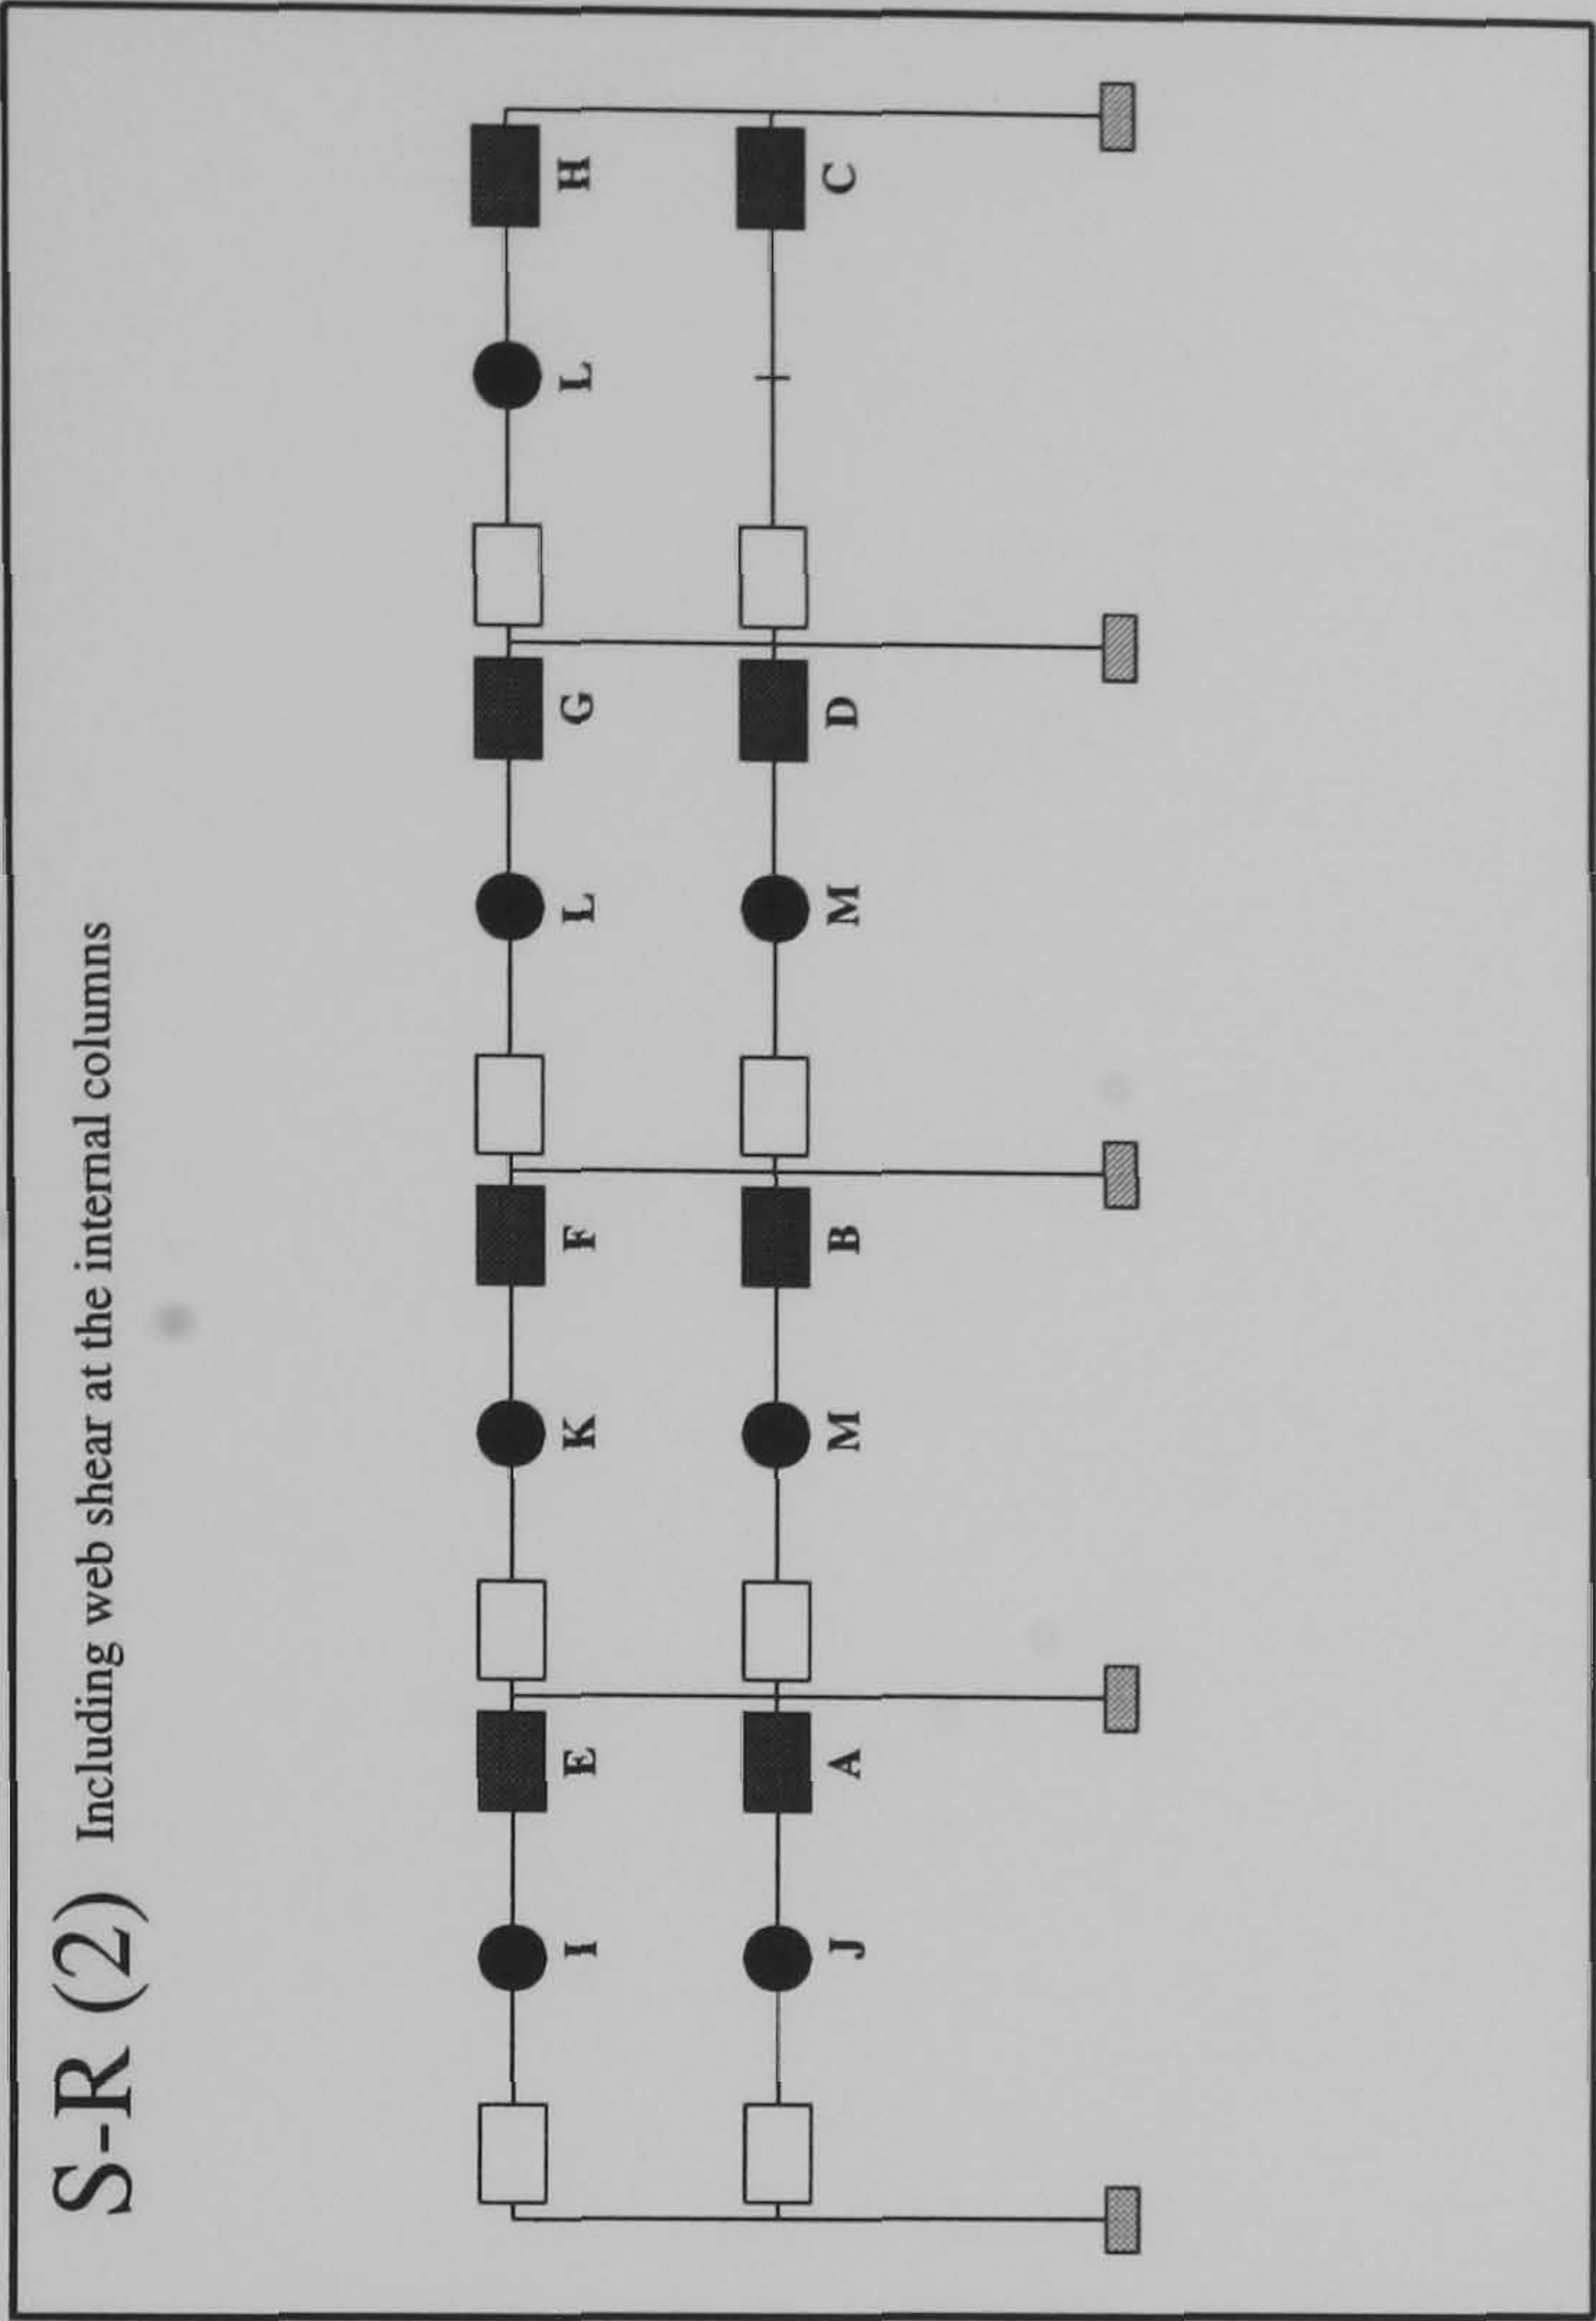 S-R (2) Including web shear at the internal columns
I E K F L G L H
J A M B M D C